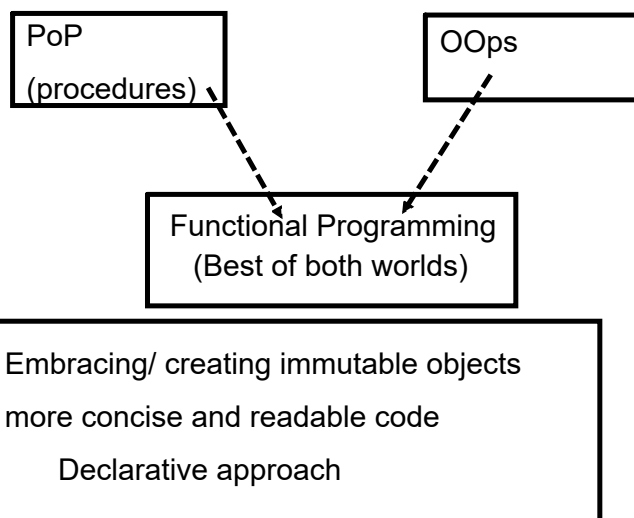 PoP
(procedures)
OOps
Functional Programming
(Best of both worlds)
Embracing/ creating immutable objects
more concise and readable code
Declarative approach